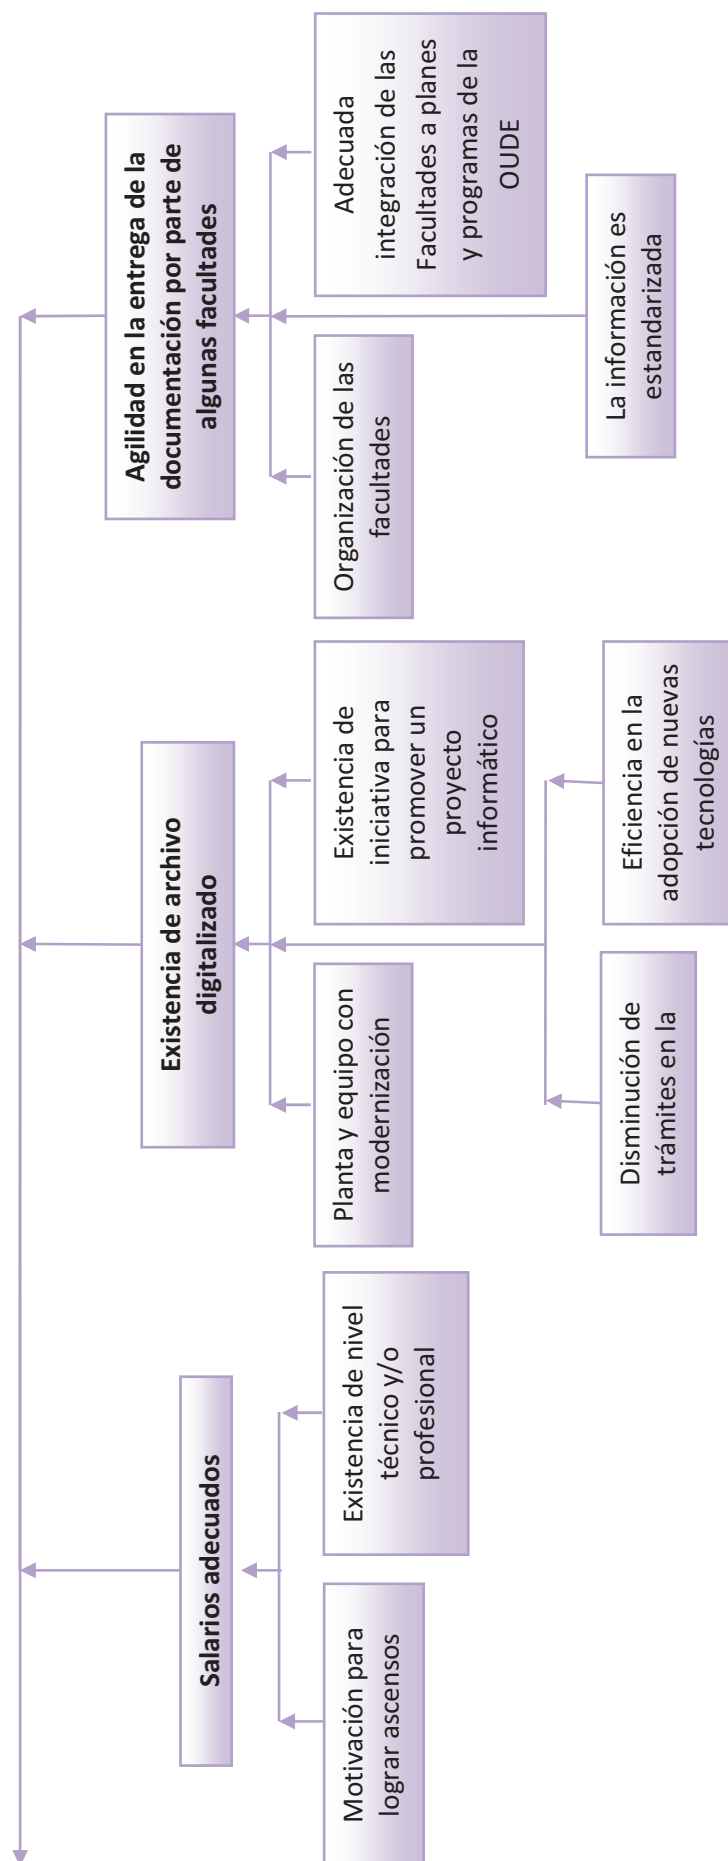 Salarios adecuados
Motivación para
lograr ascensos
Existencia de nivel
técnico y/o
profesional
Existencia de archivo
digitalizado
Planta y equipo con
modernización
Existencia de
iniciativa para
promover un
proyecto
informático
Disminución de
trámites en la
Eficiencia en la
adopción de nuevas
tecnologías
Agilidad en la entrega de la
documentación por parte de
algunas facultades
Organización de las
facultades
Adecuada
integración de las
Facultades a planes
y programas de la
OUDE
La información es
estandarizada